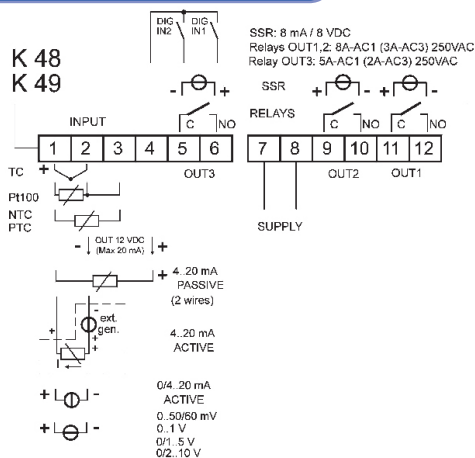 DIG DIG
IN2 IN1
SSR: 8 mA / 8 VDC
Relays OUT1,2: 8A-AC1 (3A-AC3) 250VAC
Relay OUT3: 5A-AC1 (2A-AC3) 250VAC
K 48
K 49
- + SSR + - + -
RELAYS
INPUT C NO C NO C NO
1 2 3 4 5 6 7 8 9 10 11 12
TC + OUT3 OUT2 OUT1
Pt100
NTC
PTC
SUPPLY
- OUT 12 VDC +
(Max 20 mA)
+ 4..20 mA
PASSIVE
(2 wires)
ext.
gen.
+ +
+
4..20 mA
ACTIVE
I
+ - 0/4..20 mA
ACTIVE
+ - 0..50/60 mV
0..1 V
0/1..5 V
0/2..10 V